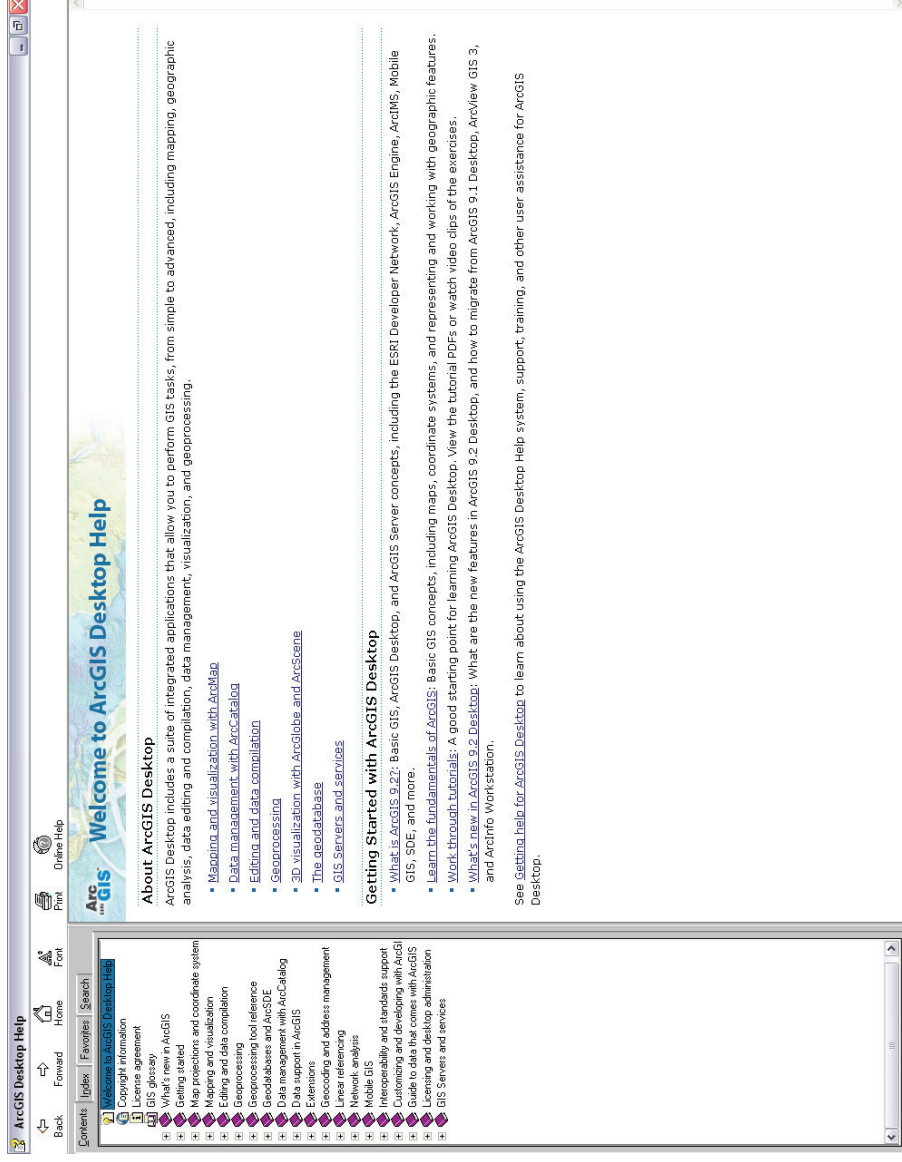 ArcGIS Desktop Help
Back Forward Home Font Print Online Help
Contents Index Favorites Search
Welcome to ArcGIS Desktop Help
Copyright information
License agreement
GIS glossary
What's new in ArcGIS
Getting started
Map projections and coordinate system
Mapping and visualization
Editing and data compilation
Geoprocessing
Geoprocessing tool reference
Geodatabases and ArcSDE
Data management with ArcCatalog
Data support in ArcGIS
Extensions
Geocoding and address management
Linear referencing
Network analysis
Mobile GIS
Interoperability and standards support
Customizing and developing with ArcGI
Guide to data that comes with ArcGIS
Licensing and desktop administration
GIS Servers and services
ESRI ArcGIS Welcome to ArcGIS Desktop Help
About ArcGIS Desktop
ArcGIS Desktop includes a suite of integrated applications that allow you to perform GIS tasks, from simple to advanced, including mapping, geographic
analysis, data editing and compilation, data management, visualization, and geoprocessing.
Mapping and visualization with ArcMap
Data management with ArcCatalog
Editing and data compilation
Geoprocessing
3D visualization with ArcGlobe and ArcScene
The geodatabase
GIS Servers and services
Getting Started with ArcGIS Desktop
What is ArcGIS 9.2?: Basic GIS, ArcGIS Desktop, and ArcGIS Server concepts, including the ESRI Developer Network, ArcGIS Engine, ArcIMS, Mobile
GIS, SDE, and more.
Learn the fundamentals of ArcGIS: Basic GIS concepts, including maps, coordinate systems, and representing and working with geographic features.
Work through tutorials: A good starting point for learning ArcGIS Desktop. View the tutorial PDFs or watch video clips of the exercises.
What's new in ArcGIS 9.2 Desktop: What are the new features in ArcGIS 9.2 Desktop, and how to migrate from ArcGIS 9.1 Desktop, ArcView GIS 3,
and ArcInfo Workstation.
See Getting help for ArcGIS Desktop to learn about using the ArcGIS Desktop Help system, support, training, and other user assistance for ArcGIS
Desktop.